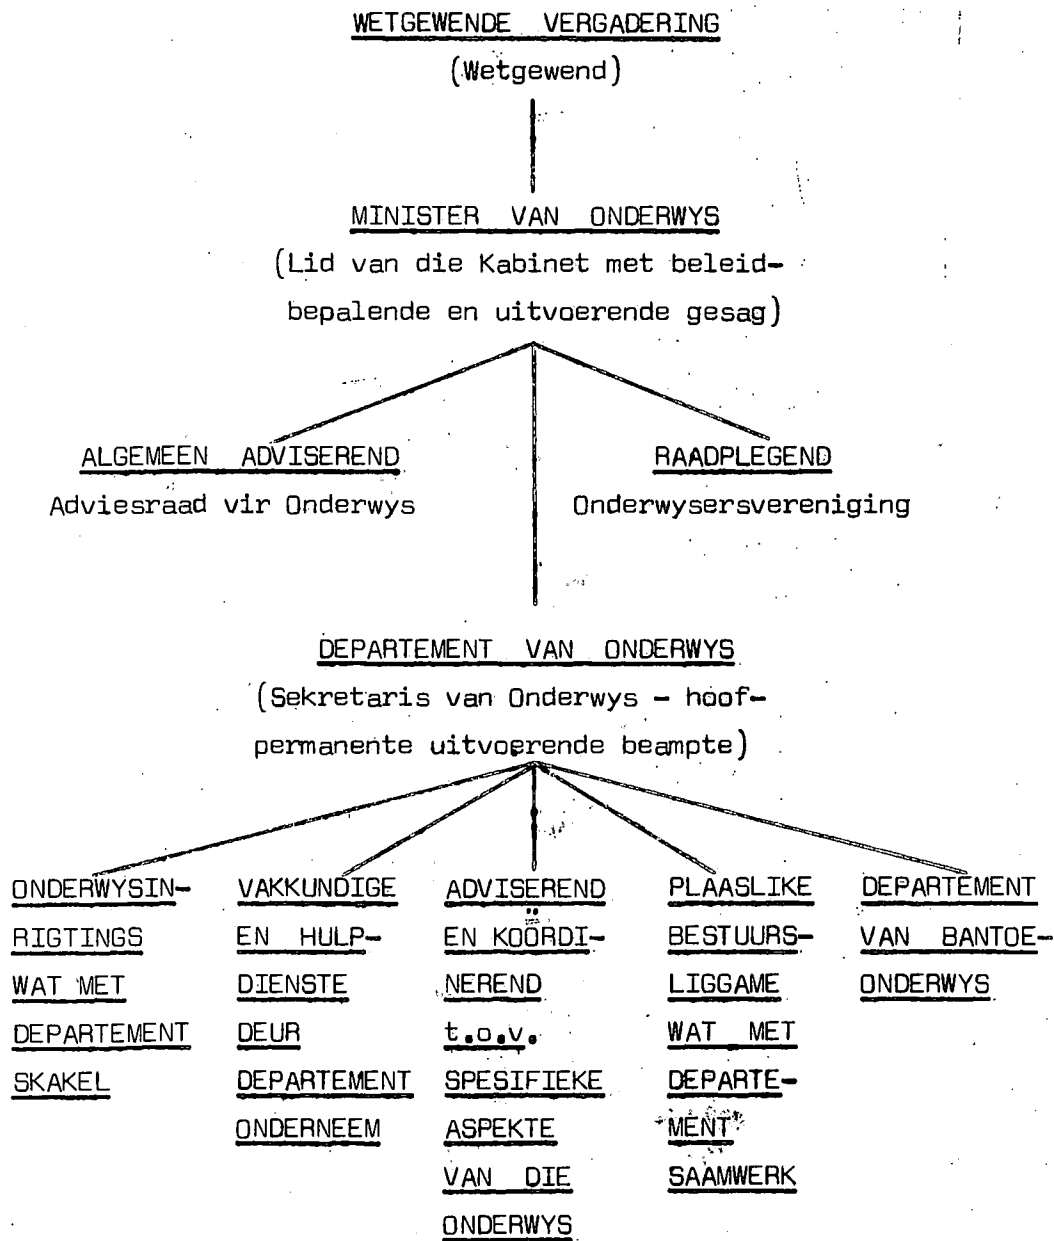 WETGEWENDE VERGADERING
(Wetgewend)
MINISTER VAN ONDERWYS
(Lid van die Kabinet met beleid-
bepalende en uitvoerende gesag)
ALGEMEEN ADVISEREND
Adviesraad vir Onderwys
RAADPLEGEND
Onderwysersvereniging
DEPARTEMENT VAN ONDERWYS
(Sekretaris van Onderwys - hoof-
permanente uitvoerende beampte)
ONDERWYSIN-
RIGTINGS
WAT MET
DEPARTEMENT
SKAKEL
VAKKUNDIGE
EN HULP-
DIENSTE
DEUR
DEPARTEMENT
ONDERNEEM
ADVISEREND
EN KOÖRDI-
NEREND
t.o.v.
SPESIFIEKE
ASPEKTE
VAN DIE
ONDERWYS
PLAASLIKE
BESTUURS-
LIGGAME
WAT MET
DEPARTE-
MENT
SAAMWERK
DEPARTEMENT
VAN BANTOE-
ONDERWYS